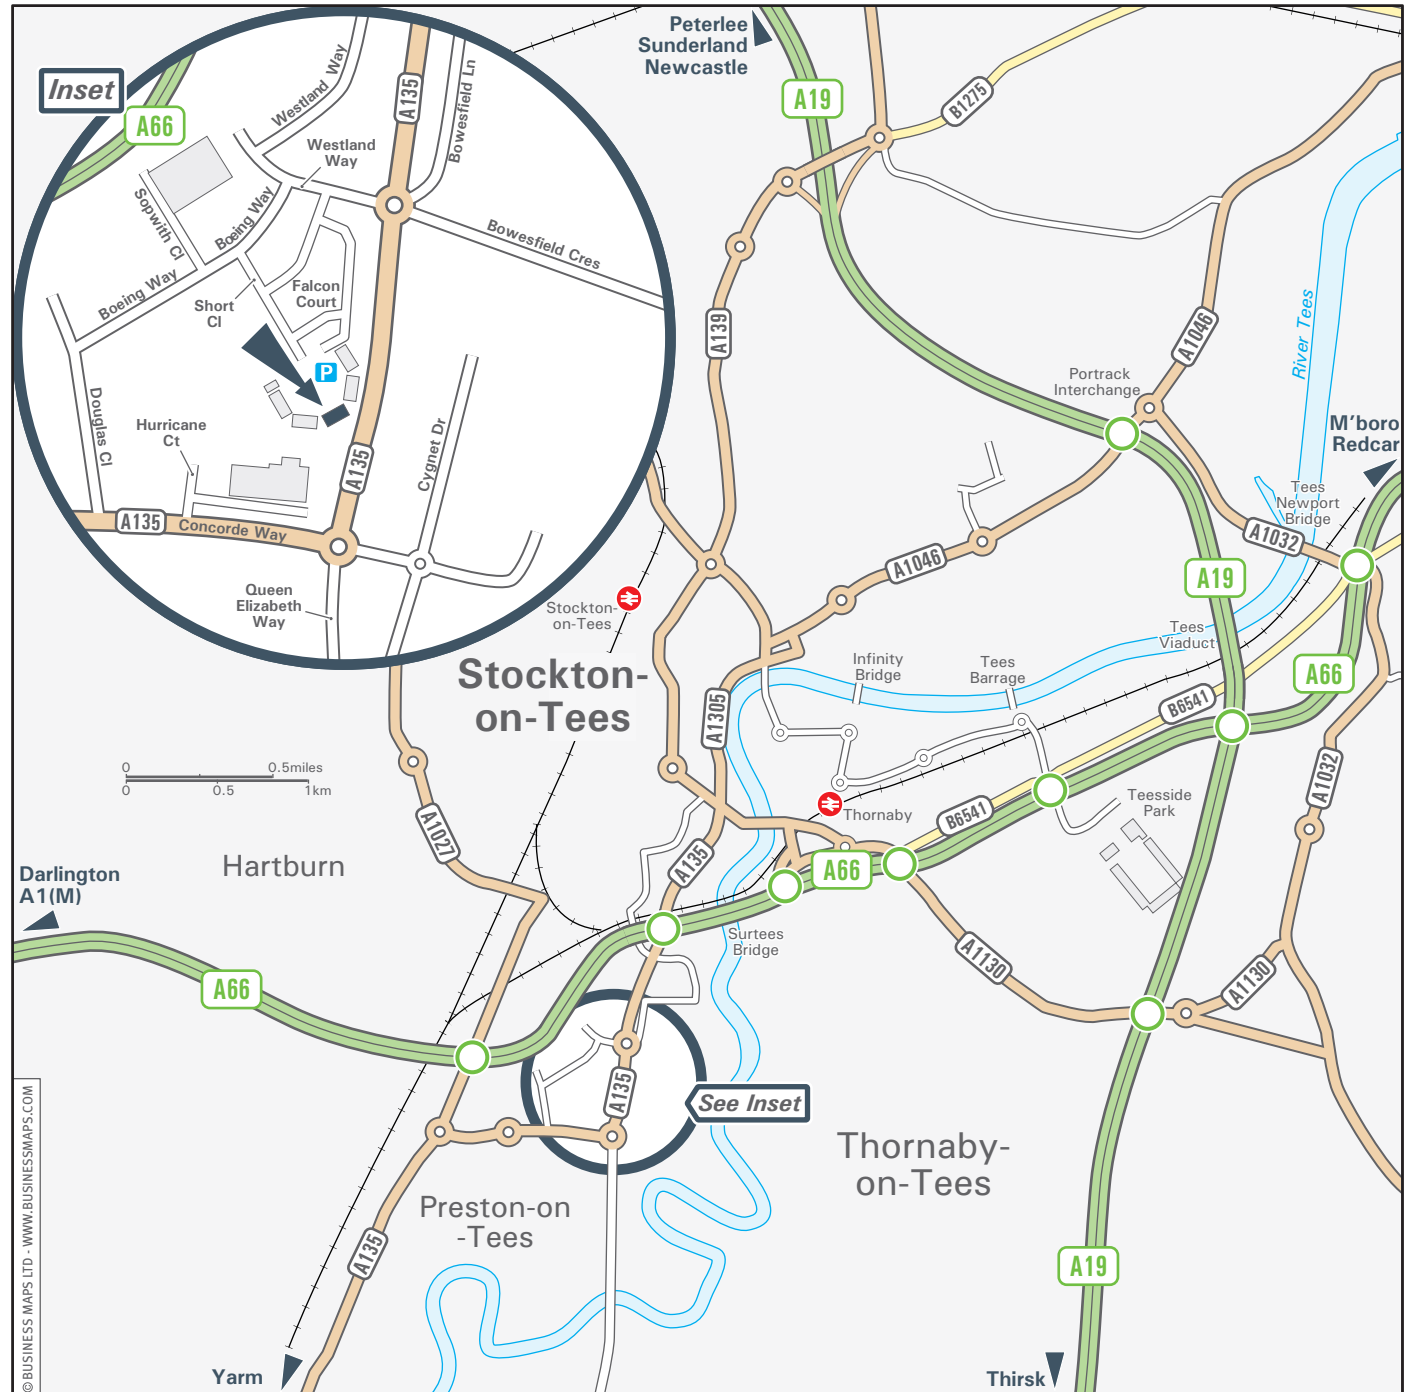 Peterlee
Sunderland
Newcastle
Inset
A66
A135
Westland Way
Bowesfield Ln
Westland
Way
Sopwith Cl
Boeing Way
Bowesfield Cres
Boeing Way
Short
Cl
Falcon
Court
P
Douglas Cl
Hurricane
Ct
Cygnet Dr
A135
A135
Concorde Way
Queen
Elizabeth
Way
A19
B1275
A139
A1046
River Tees
Portrack
Interchange
M'boro
Redcar
Tees
Newport
Bridge
A1032
A1046
A19
Stockton-
on-Tees
Stockton-
on-Tees
Infinity
Bridge
Tees
Barrage
Tees
Viaduct
A66
A1305
B6541
0
0.5miles
0
0.5
1km
A1032
Thornaby
B6541
Teesside
Park
A1027
Hartburn
A135
A66
Darlington
A1(M)
Surtees
Bridge
A1130
A1130
A66
A135
See Inset
Thornaby-
on-Tees
Preston-on
-Tees
A135
A19
Yarm
Thirsk
© BUSINESS MAPS LTD - WWW.BUSINESSMAPS.COM